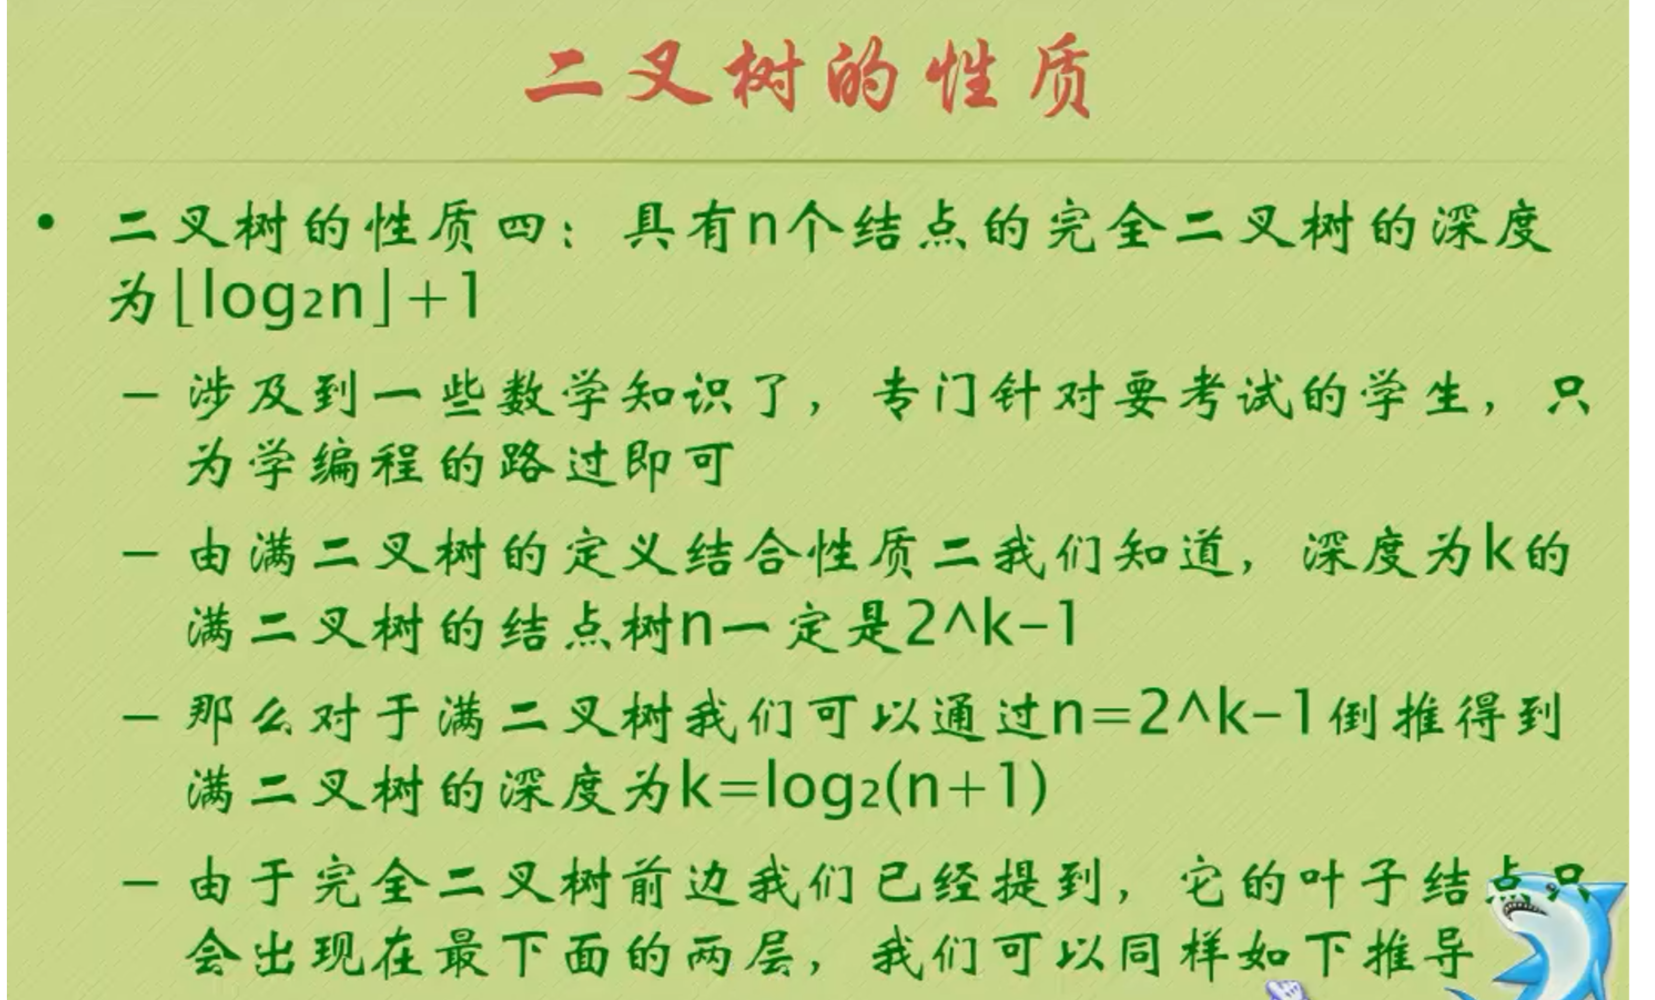 二叉树的性质
• 二叉树的性质四：具有n个结点的完全二叉树的深度
为⌊log₂n⌋+1
– 涉及到一些数学知识了，专门针对要考试的学生，只
为学编程的路过即可
– 由满二叉树的定义结合性质二我们知道，深度为k的
满二叉树的结点树n一定是2^k-1
– 那么对于满二叉树我们可以通过n=2^k-1倒推得到
满二叉树的深度为k=log₂(n+1)
– 由于完全二叉树前边我们已经提到，它的叶子结点只
会出现在最下面的两层，我们可以同样如下推导